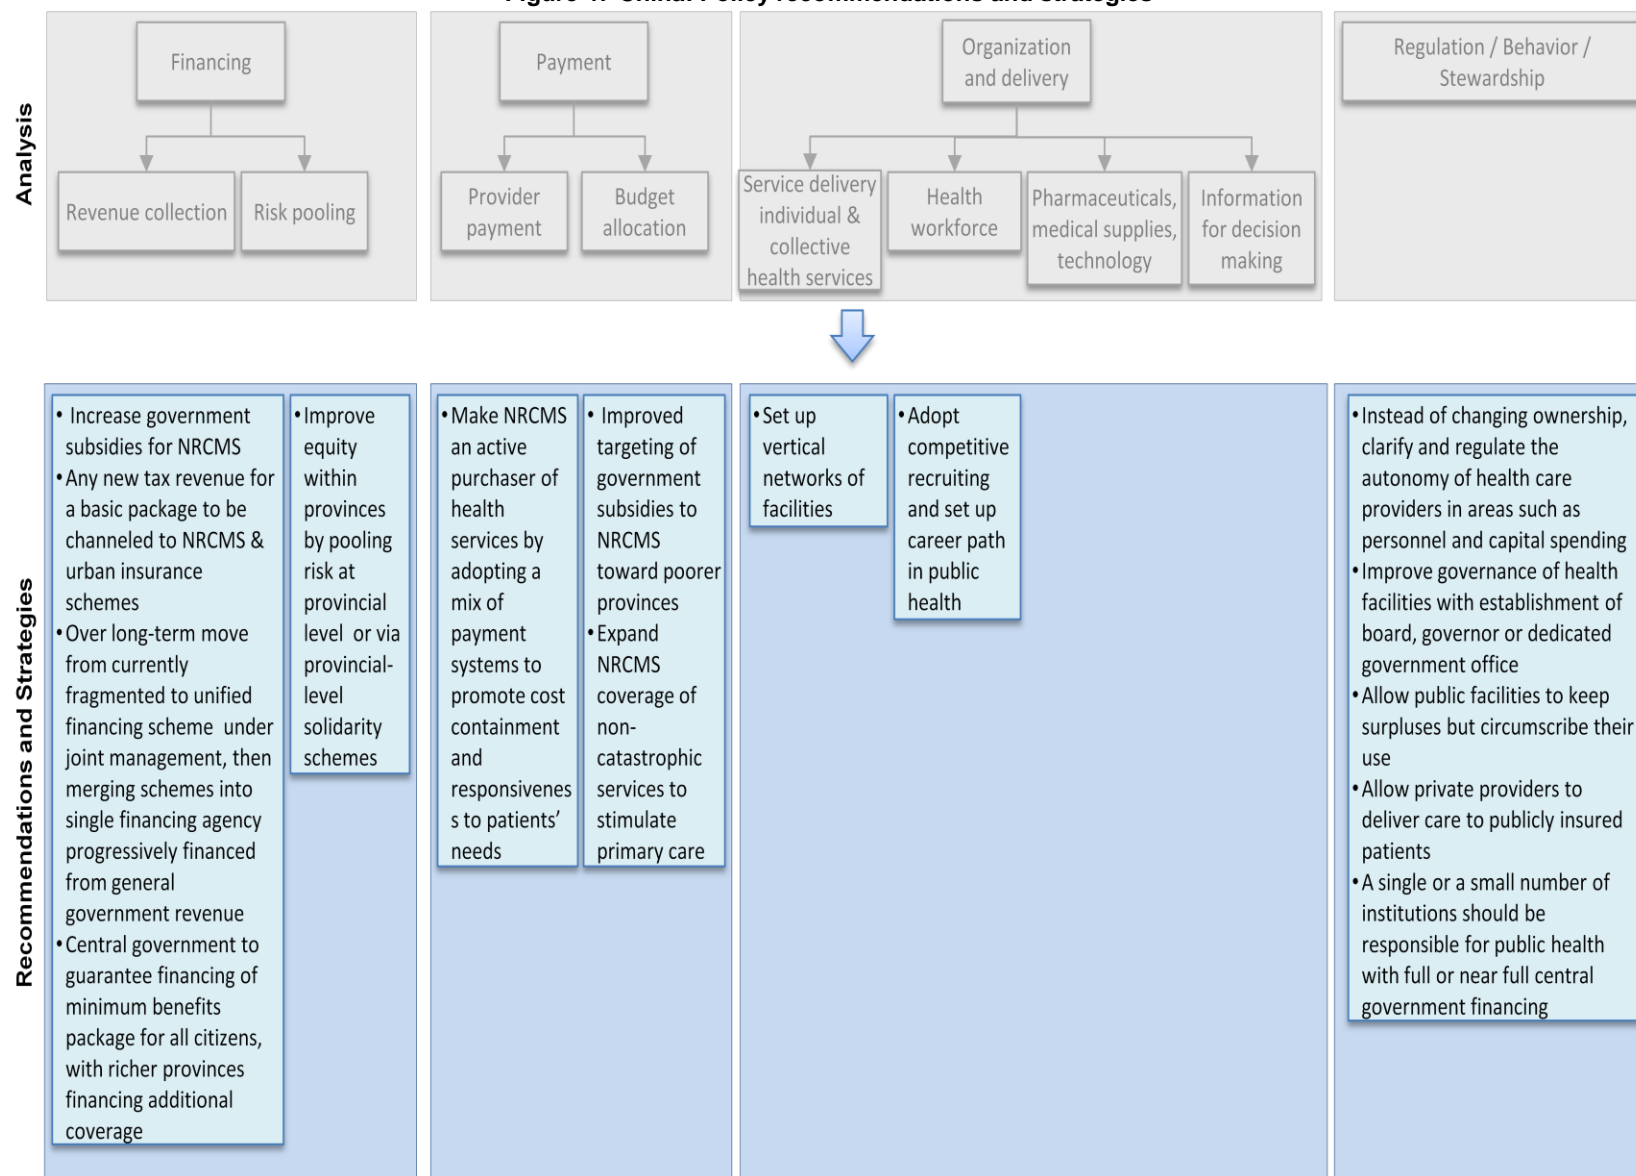 Figure 4. China: Policy recommendations and strategies
Analysis
Financing
Revenue collection
Risk pooling
Payment
Provider
payment
Budget
allocation
Organization
and delivery
Service delivery
individual &
collective
health services
Health
workforce
Pharmaceuticals,
medical supplies,
technology
Information
for decision
making
Regulation / Behavior /
Stewardship
Recommendations and Strategies
• Increase government
subsidies for NRCMS
• Any new tax revenue for
a basic package to be
channeled to NRCMS &
urban insurance
schemes
• Over long-term move
from currently
fragmented to unified
financing scheme under
joint management, then
merging schemes into
single financing agency
progressively financed
from general
government revenue
• Central government to
guarantee financing of
minimum benefits
package for all citizens,
with richer provinces
financing additional
coverage
• Improve
equity
within
provinces
by pooling
risk at
provincial
level or via
provincial-
level
solidarity
schemes
• Make NRCMS
an active
purchaser of
health
services by
adopting a
mix of
payment
systems to
promote cost
containment
and
responsivenes
s to patients'
needs
• Improved
targeting of
government
subsidies to
NRCMS
toward poorer
provinces
• Expand
NRCMS
coverage of
non-
catastrophic
services to
stimulate
primary care
• Set up
vertical
networks of
facilities
• Adopt
competitive
recruiting
and set up
career path
in public
health
• Instead of changing ownership,
clarify and regulate the
autonomy of health care
providers in areas such as
personnel and capital spending
• Improve governance of health
facilities with establishment of
board, governor or dedicated
government office
• Allow public facilities to keep
surpluses but circumscribe their
use
• Allow private providers to
deliver care to publicly insured
patients
• A single or a small number of
institutions should be
responsible for public health
with full or near full central
government financing